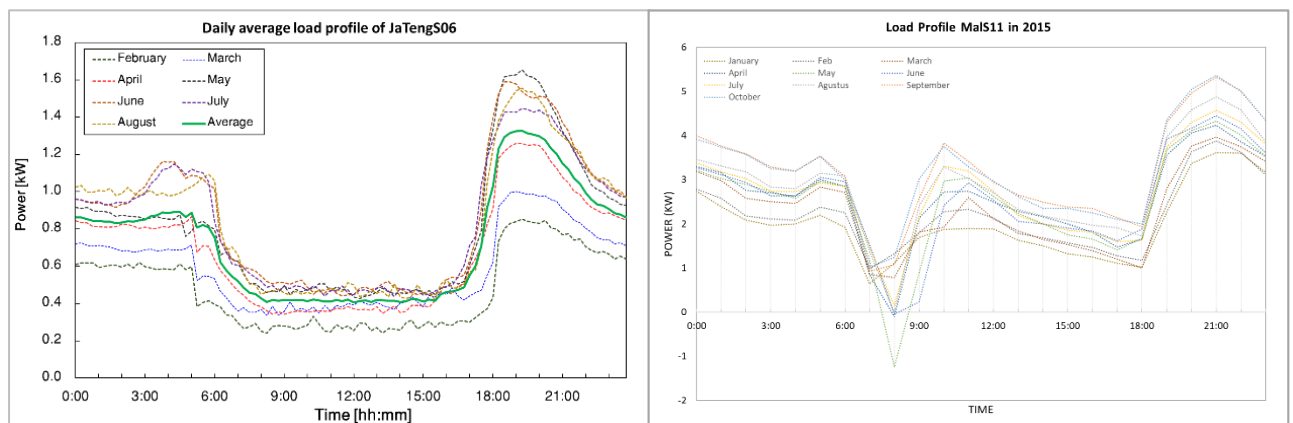 Daily average load profile of JaTengS06
Power [kW]
1.8
1.6
1.4
1.2
1.0
0.8
0.6
0.4
0.2
0.0
February March
April May
June July
August Average
0:00 3:00 6:00 9:00 12:00 15:00 18:00 21:00
Time [hh:mm]
Load Profile MalS11 in 2015
POWER (KW)
6
5
4
3
2
1
0
-1
-2
January Feb March
April May June
July Agustus September
October
0:00 3:00 6:00 9:00 12:00 15:00 18:00 21:00
TIME